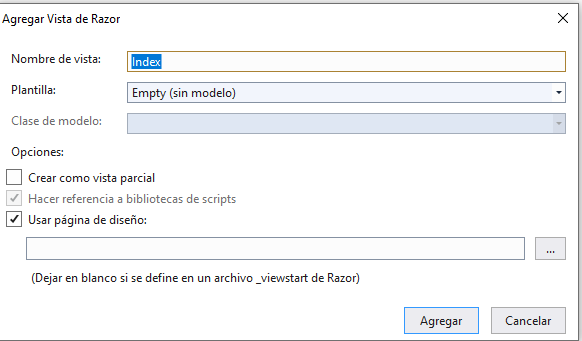 Agregar Vista de Razor
Nombre de vista: Index
Plantilla: Empty (sin modelo)
Clase de modelo:
Opciones:
Crear como vista parcial
Hacer referencia a bibliotecas de scripts
Usar página de diseño:
...
(Dejar en blanco si se define en un archivo _viewstart de Razor)
Agregar Cancelar